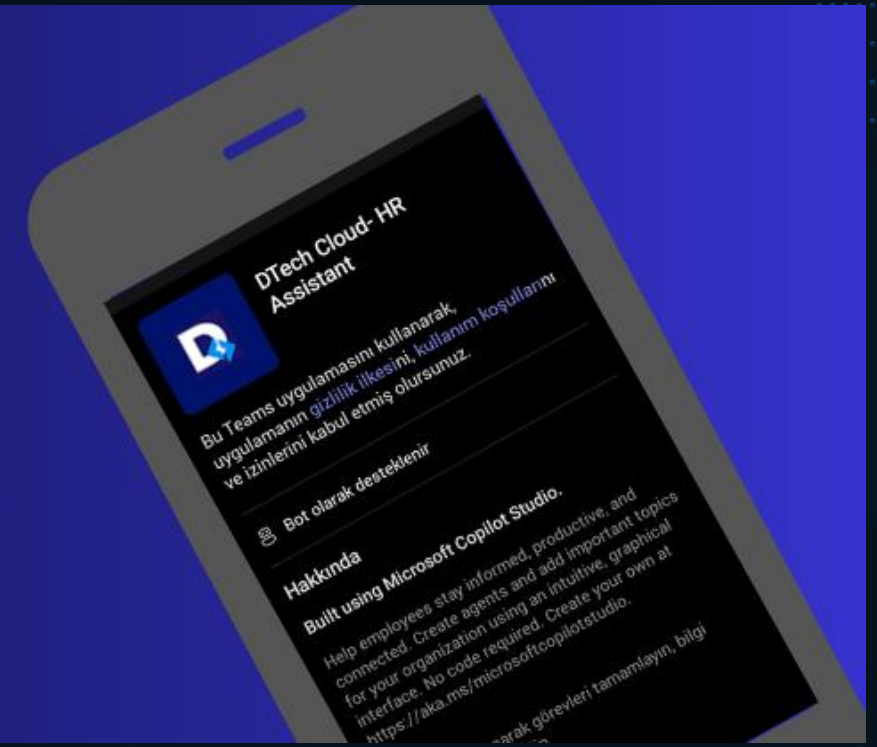 DTech Cloud- HR
Assistant
Bu Teams uygulamasını kullanarak,
uygulamanın gizlilik ilkesini, kullanım koşullarını
ve izinlerini kabul etmiş olursunuz.
Bot olarak desteklenir
Hakkında
Built using Microsoft Copilot Studio.
Help employees stay informed, productive, and
connected. Create agents and add important topics
for your organization using an intuitive, graphical
interface. No code required. Create your own at
https://aka.ms/microsoftcopilotstudio.
görevleri tamamlayın, bilgi